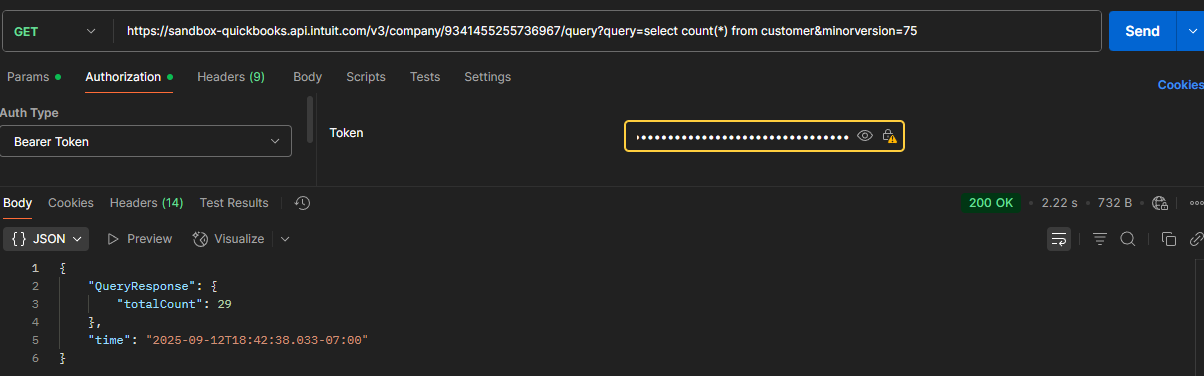 GET https://sandbox-quickbooks.api.intuit.com/v3/company/9341455255736967/query?query=select count(*) from customer&minorversion=75 Send
Params Authorization Headers (9) Body Scripts Tests Settings
Cookies
Auth Type
Bearer Token
Token
Body Cookies Headers (14) Test Results
200 OK • 2.22 s • 732 B
{} JSON Preview Visualize
1 {
2 "QueryResponse": {
3 "totalCount": 29
4 },
5 "time": "2025-09-12T18:42:38.033-07:00"
6 }